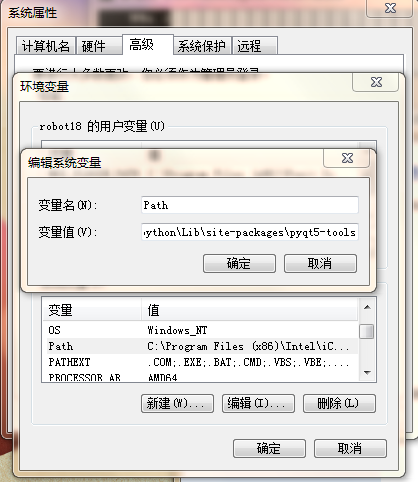 系统属性
计算机名 硬件 高级 系统保护 远程
环境变量
robot18 的用户变量(U)
编辑系统变量
变量名(N): Path
变量值(V): ython\Lib\site-packages\pyqt5-tools
确定 取消
变量 值
OS Windows_NT
Path C:\Program Files (x86)\Intel\iC...
PATHEXT .COM;.EXE;.BAT;.CMD;.VBS;.VBE;....
PROCESSOR_AR AMD64
新建(W)... 编辑(I)... 删除(L)
确定 取消